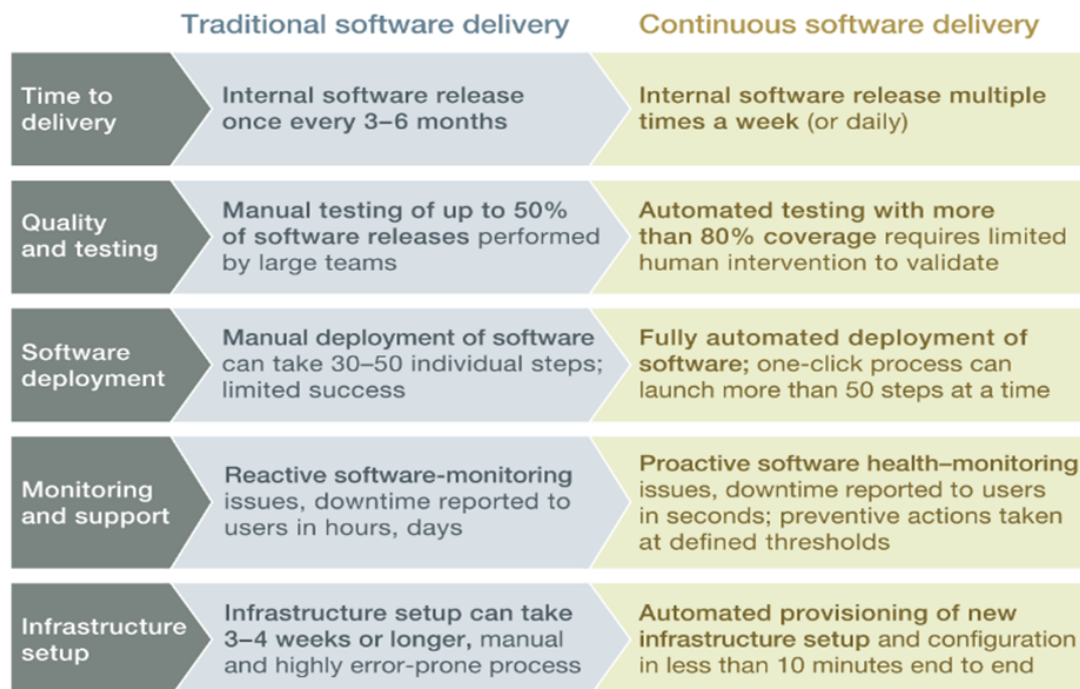 Traditional software delivery
Continuous software delivery
Time to
delivery
Internal software release
once every 3–6 months
Internal software release multiple
times a week (or daily)
Quality
and testing
Manual testing of up to 50%
of software releases performed
by large teams
Automated testing with more
than 80% coverage requires limited
human intervention to validate
Software
deployment
Manual deployment of software
can take 30–50 individual steps;
limited success
Fully automated deployment of
software; one-click process can
launch more than 50 steps at a time
Monitoring
and support
Reactive software-monitoring
issues, downtime reported to
users in hours, days
Proactive software health–monitoring
issues, downtime reported to users
in seconds; preventive actions taken
at defined thresholds
Infrastructure
setup
Infrastructure setup can take
3–4 weeks or longer, manual
and highly error-prone process
Automated provisioning of new
infrastructure setup and configuration
in less than 10 minutes end to end